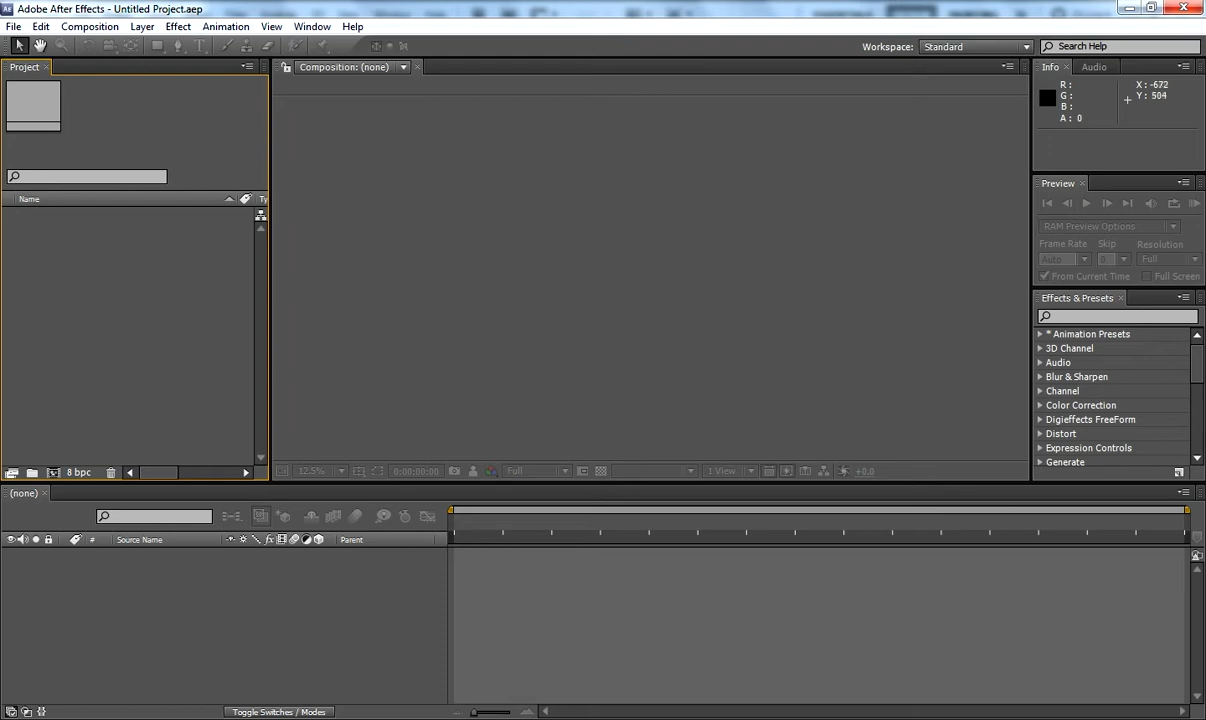 Adobe After Effects - Untitled Project.aep
File Edit Composition Layer Effect Animation View Window Help
Workspace: Standard Search Help
Project
Composition: (none)
Info Audio
R :
G :
B :
A : 0
X : -672
Y : 504
Preview
RAM Preview Options
Frame Rate Skip Resolution
Auto 0 Full
From Current Time Full Screen
Effects & Presets
* Animation Presets
3D Channel
Audio
Blur & Sharpen
Channel
Color Correction
Digieffects FreeForm
Distort
Expression Controls
Generate
Name Ty
8 bpc
12.5% 0:00:00:00 Full 1 View +0.0
(none)
# Source Name fx Parent
Toggle Switches / Modes